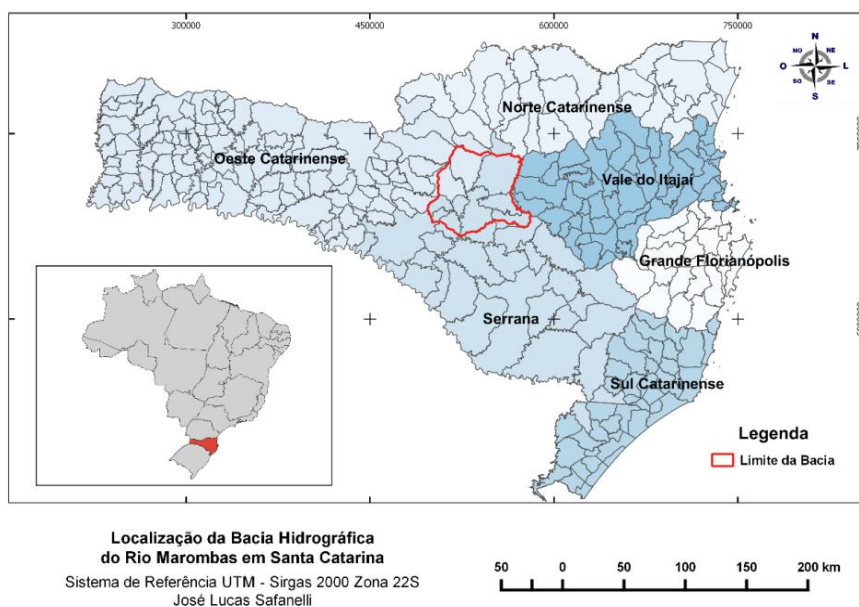 300000
450000
600000
750000
N
NO
NE
O
L
SO
SE
S
Norte Catarinense
Oeste Catarinense
Vale do Itajaí
Grande Florianópolis
Serrana
Sul Catarinense
Legenda
Limite da Bacia
Localização da Bacia Hidrográfica
do Rio Marombas em Santa Catarina
Sistema de Referência UTM - Sirgas 2000 Zona 22S
José Lucas Safanelli
50 0 50 100 150 200 km